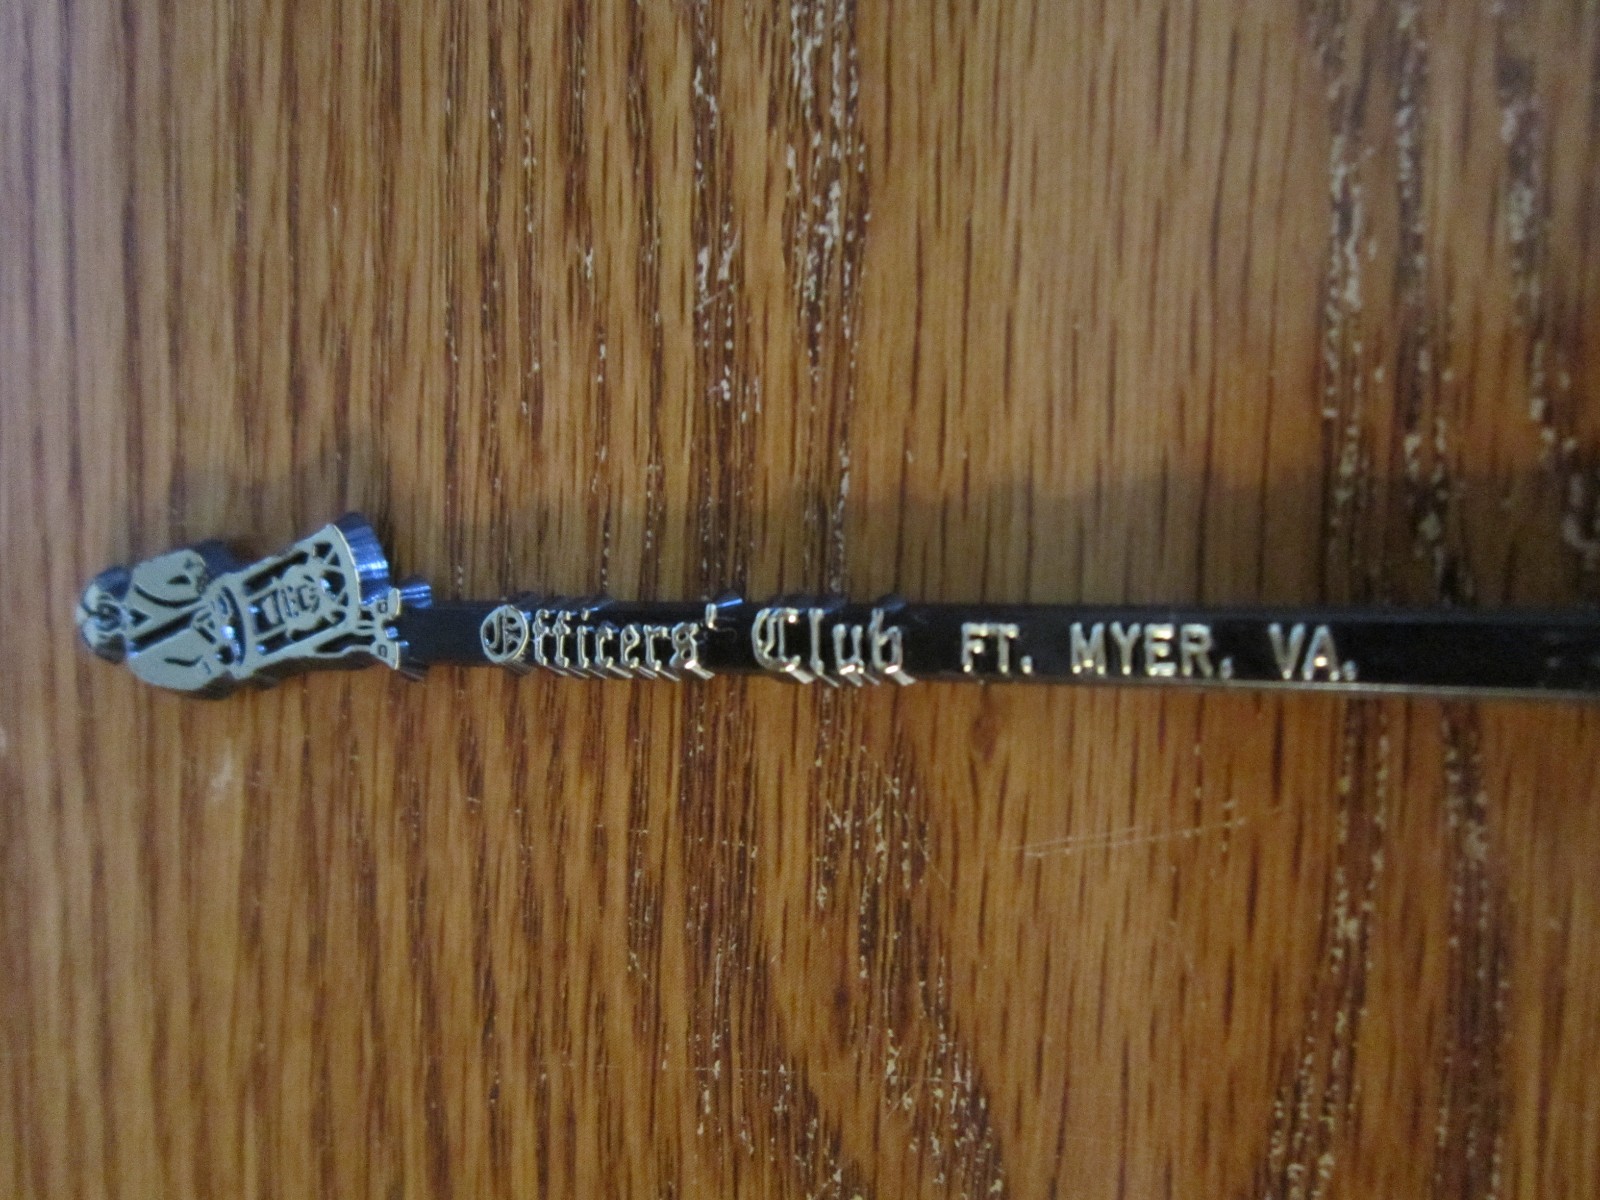 Officers' Club FT. MYER, VA.